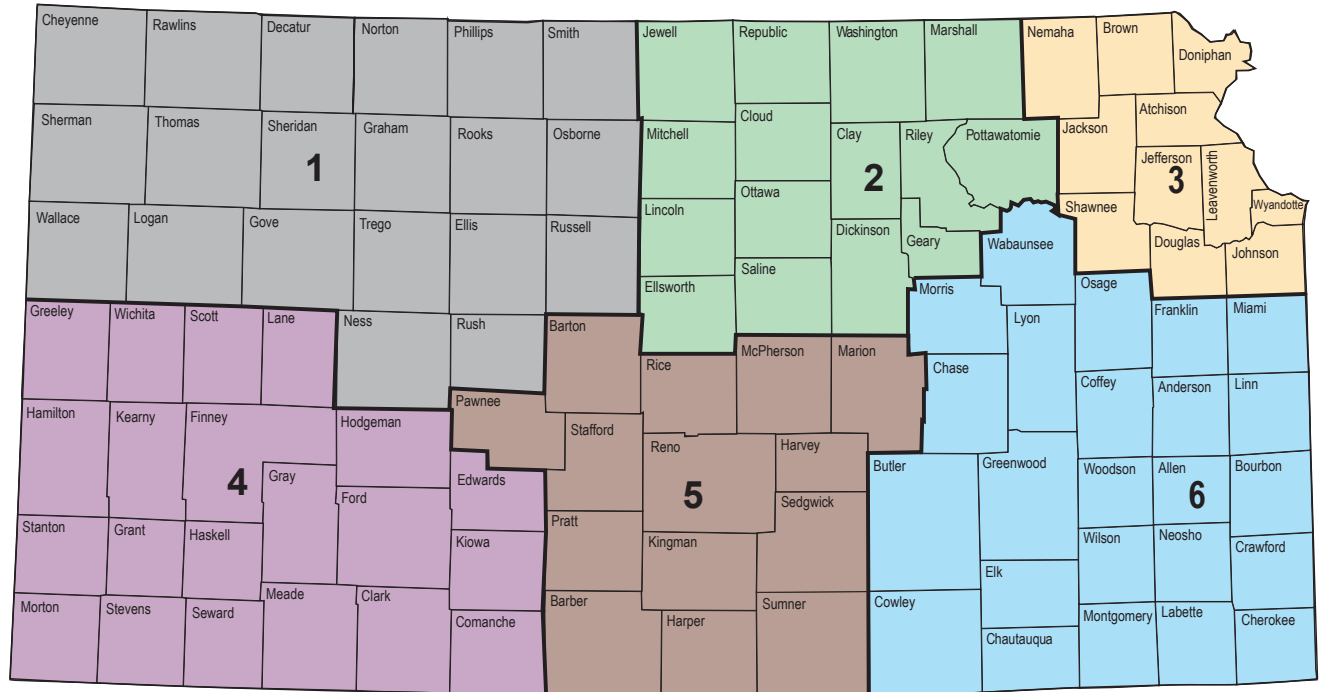 Cheyenne
Rawlins
Decatur
Norton
Phillips
Smith
Jewell
Republic
Washington
Marshall
Nemaha
Brown
Doniphan
Sherman
Thomas
Sheridan
Graham
Rooks
Osborne
Mitchell
Cloud
Clay
Riley
Pottawatomie
Jackson
Atchison
1
2
Jefferson
3
Leavenworth
Wyandotte
Wallace
Logan
Gove
Trego
Ellis
Russell
Lincoln
Ottawa
Dickinson
Geary
Wabaunsee
Shawnee
Douglas
Johnson
Ellsworth
Saline
Morris
Osage
Greeley
Wichita
Scott
Lane
Ness
Rush
Barton
Rice
McPherson
Marion
Chase
Lyon
Franklin
Miami
Hamilton
Kearny
Finney
Hodgeman
Pawnee
Stafford
Reno
Harvey
Coffey
Anderson
Linn
4
Gray
Ford
Edwards
5
Sedgwick
Butler
Greenwood
Woodson
Allen
6
Bourbon
Stanton
Grant
Haskell
Kiowa
Pratt
Kingman
Wilson
Neosho
Crawford
Morton
Stevens
Seward
Meade
Clark
Comanche
Barber
Harper
Sumner
Cowley
Elk
Chautauqua
Montgomery
Labette
Cherokee